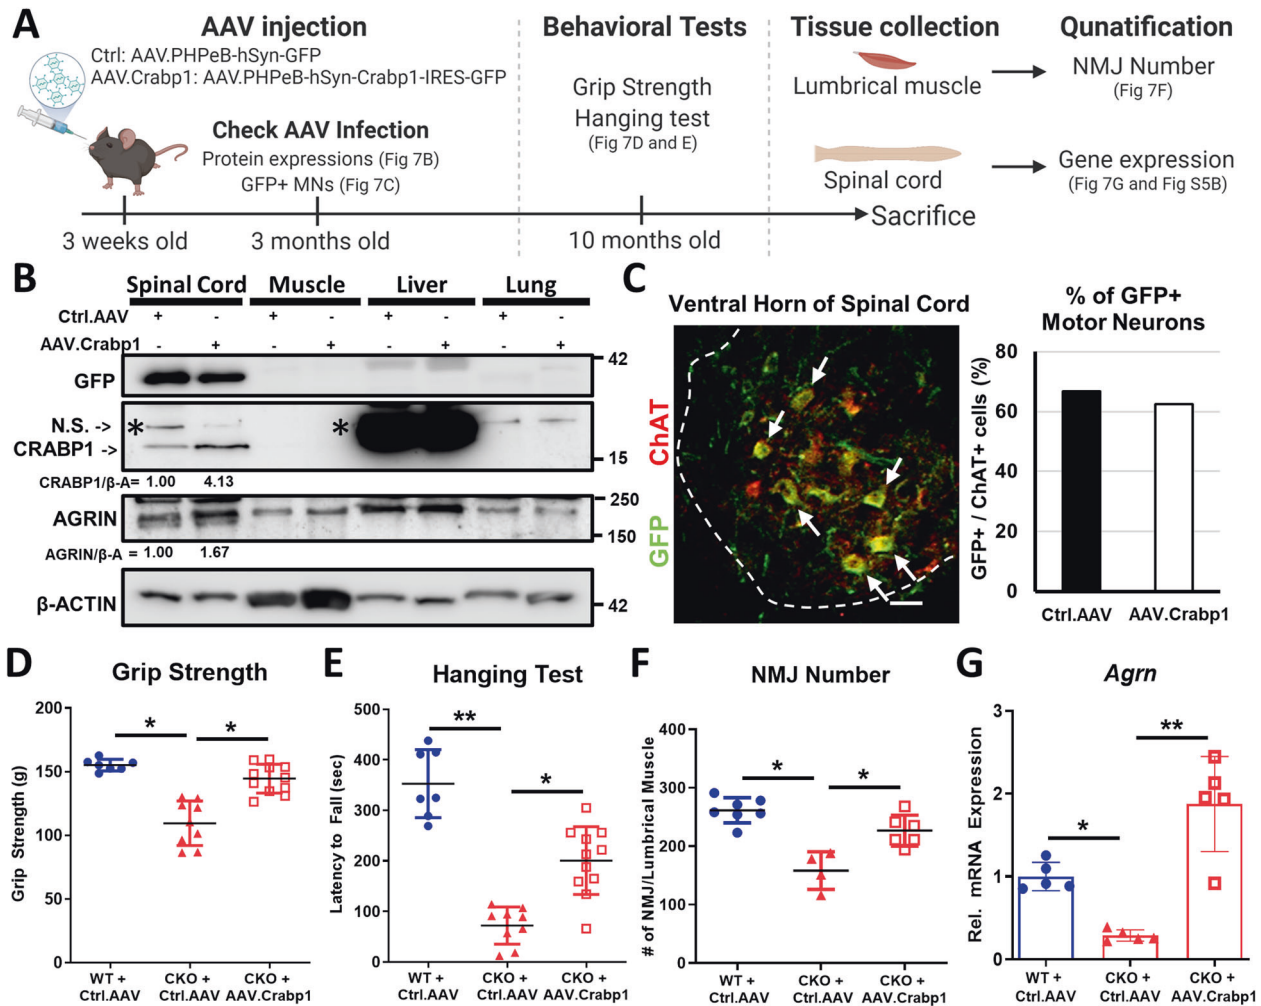 A
AAV injection
Behavioral Tests
Tissue collection
Qunatification
Ctrl: AAV.PHPeB-hSyn-GFP
AAV.Crabp1: AAV.PHPeB-hSyn-Crabp1-IRES-GFP
Check AAV Infection
Protein expressions (Fig 7B)
GFP+ MNs (Fig 7C)
Grip Strength
Hanging test
(Fig 7D and E)
Lumbrical muscle
NMJ Number
(Fig 7F)
Spinal cord
Gene expression
(Fig 7G and Fig S5B)
Sacrifice
3 weeks old
3 months old
10 months old
B
Spinal Cord Muscle Liver Lung
Ctrl.AAV + - + - + - + -
AAV.Crabp1 - + - + - + - +
GFP 42
N.S. -> * *
CRABP1 -> 15
CRABP1/β-A= 1.00 4.13
AGRIN 250
150
AGRIN/β-A = 1.00 1.67
β-ACTIN 42
C
Ventral Horn of Spinal Cord
GFP ChAT
% of GFP+
Motor Neurons
GFP+ / ChAT+ cells (%)
80
60
40
20
0
Ctrl.AAV AAV.Crabp1
D
Grip Strength
Grip Strength (g)
200
150
100
50
0
* *
WT +
Ctrl.AAV
CKO +
Ctrl.AAV
CKO +
AAV.Crabp1
E
Hanging Test
Latency to Fall (sec)
500
400
300
200
100
0
** *
WT +
Ctrl.AAV
CKO +
Ctrl.AAV
CKO +
AAV.Crabp1
F
NMJ Number
# of NMJ/Lumbrical Muscle
400
300
200
100
0
* *
WT +
Ctrl.AAV
CKO +
Ctrl.AAV
CKO +
AAV.Crabp1
G
Agrn
Rel. mRNA Expression
3
2
1
0
* **
WT +
Ctrl.AAV
CKO +
Ctrl.AAV
CKO +
AAV.Crabp1